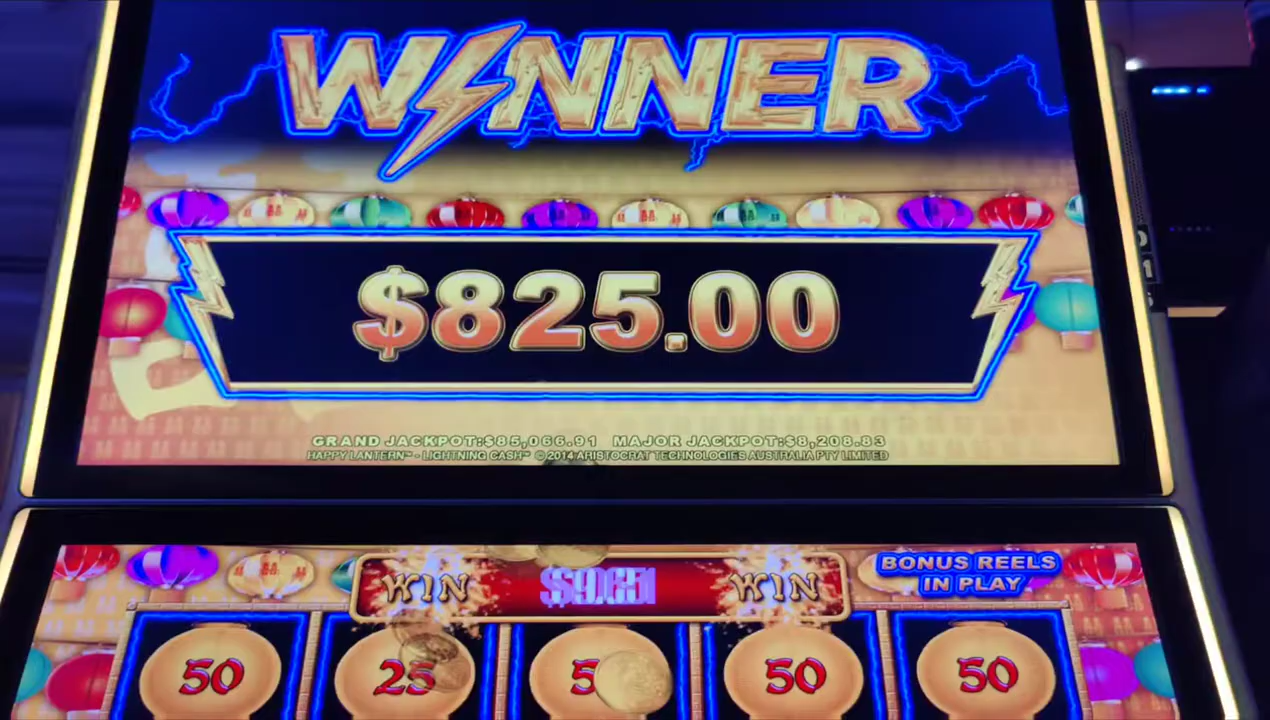 WINNER
$825.00
GRAND JACKPOT:$85,066.91 MAJOR JACKPOT:$8,208.83
HAPPY LANTERN™ - LIGHTNING CASH™ © 2014 ARISTOCRAT TECHNOLOGIES AUSTRALIA PTY LIMITED
WIN WIN
BONUS REELS
IN PLAY
50 25 50 50